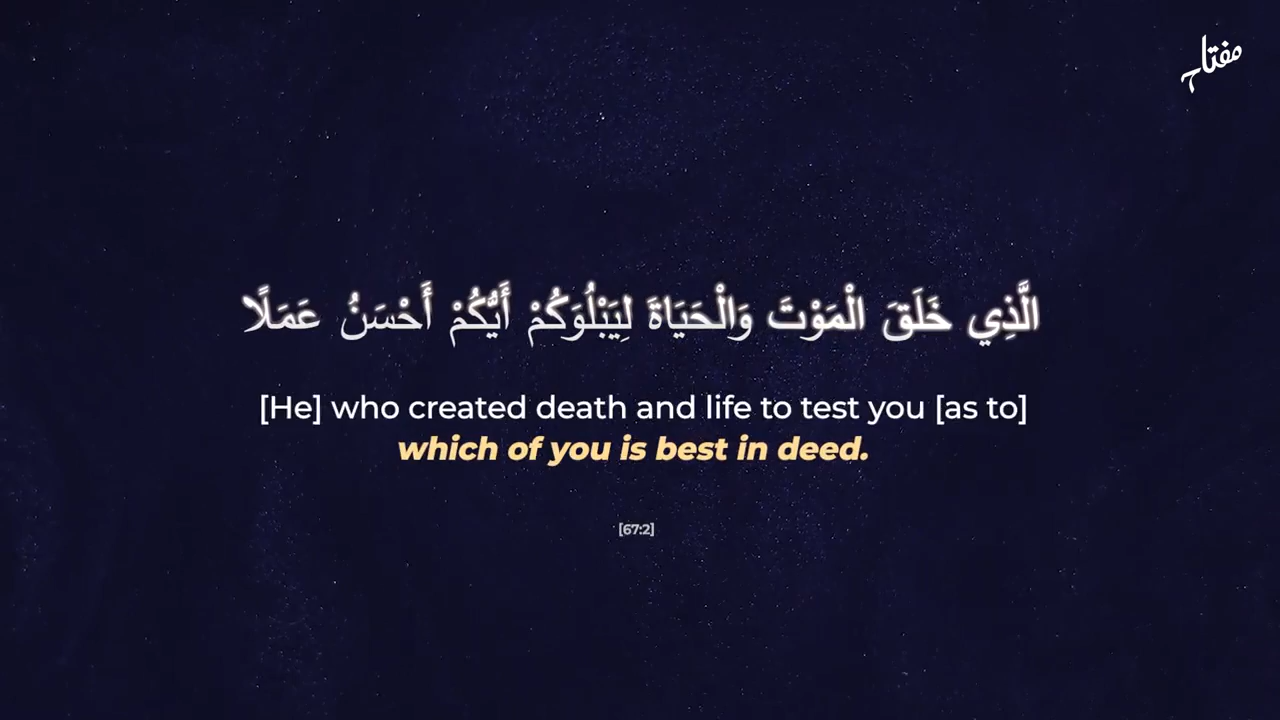 مفتاح
الَّذِي خَلَقَ الْمَوْتَ وَالْحَيَاةَ لِيَبْلُوَكُمْ أَيُّكُمْ أَحْسَنُ عَمَلًا
[He] who created death and life to test you [as to]
which of you is best in deed.
[67:2]